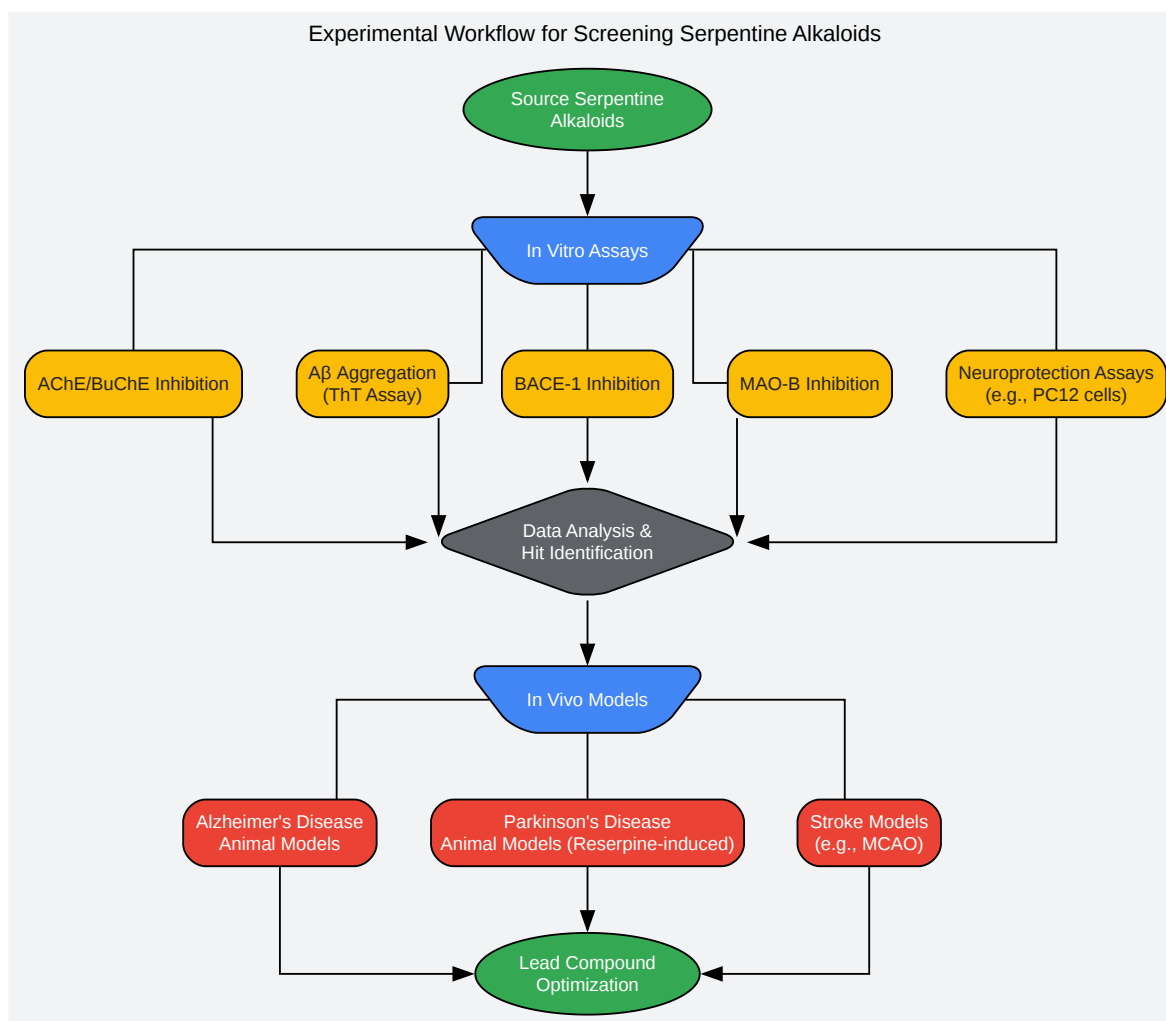 Experimental Workflow for Screening Serpentine Alkaloids
Source Serpentine
Alkaloids
In Vitro Assays
AChE/BuChE Inhibition
Aβ Aggregation
(ThT Assay)
BACE-1 Inhibition
MAO-B Inhibition
Neuroprotection Assays
(e.g., PC12 cells)
Data Analysis &
Hit Identification
In Vivo Models
Alzheimer's Disease
Animal Models
Parkinson's Disease
Animal Models (Reserpine-induced)
Stroke Models
(e.g., MCAO)
Lead Compound
Optimization